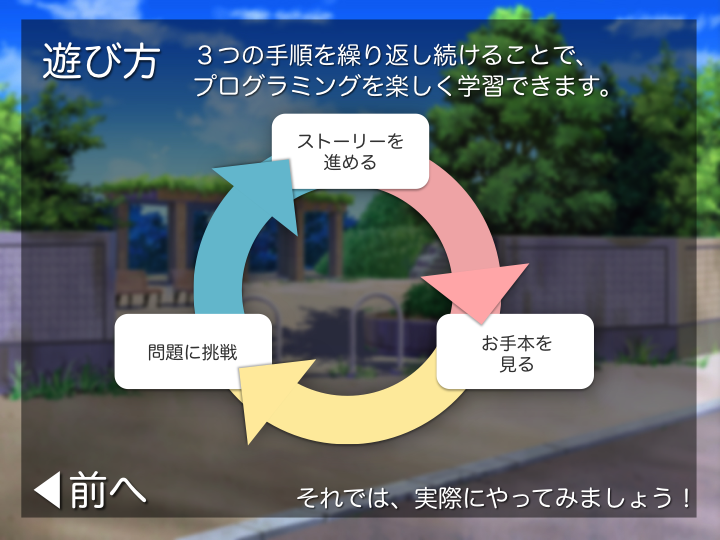 遊び方
３つの手順を繰り返し続けることで、
プログラミングを楽しく学習できます。
ストーリーを
進める
問題に挑戦
お手本を
見る
前へ
それでは、実際にやってみましょう！